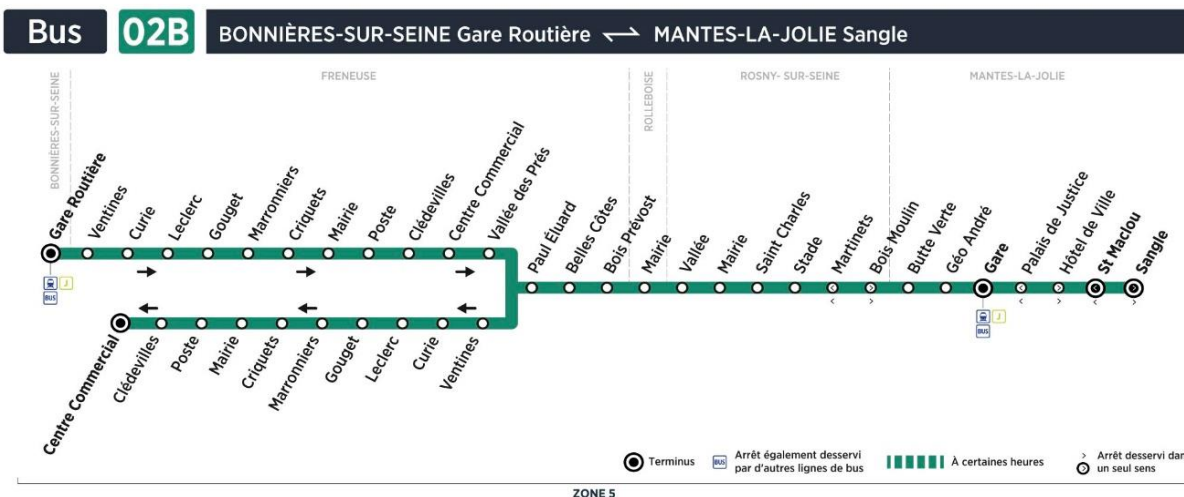 Bus 02B BONNIÈRES-SUR-SEINE Gare Routière MANTES-LA-JOLIE Sangle
BONNIÈRES-SUR-SEINE
FRENEUSE
ROLLEBOISE
ROSNY- SUR-SEINE
MANTES-LA-JOLIE
Gare Routière
Ventines
Curie
Leclerc
Gouget
Marronniers
Criquets
Mairie
Poste
Clédevilles
Centre Commercial
Vallée des Prés
Paul Éluard
Belles Côtes
Bois Prévost
Mairie
Vallée
Mairie
Saint Charles
Stade
Martinets
Bois Moulin
Butte Verte
Géo André
Gare
Palais de Justice
Hôtel de Ville
St Maclou
Sangle
J
BUS
J
BUS
Centre Commercial
Clédevilles
Poste
Mairie
Criquets
Marronniers
Gouget
Leclerc
Curie
Ventines
Terminus
BUS
Arrêt également desservi
par d'autres lignes de bus
À certaines heures
Arrêt desservi dan
un seul sens
ZONE 5